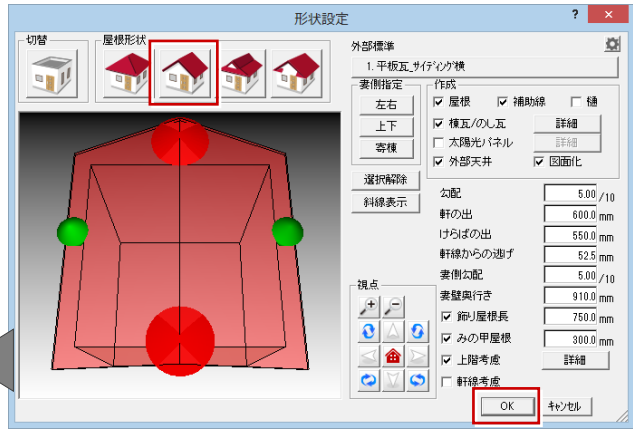 形状設定
? ×
切替
屋根形状
外部標準
1. 平板瓦_サイディング横
妻側指定
左右
上下
寄棟
選択解除
斜線表示
作成
屋根 補助線 樋
棟瓦/のし瓦 詳細
太陽光パネル 詳細
外部天井 図面化
勾配 5.00 /10
軒の出 600.0 mm
けらばの出 550.0 mm
軒線からの逃げ 52.5 mm
妻側勾配 5.00 /10
妻壁奥行き 910.0 mm
飾り屋根長 750.0 mm
みの甲屋根 300.0 mm
上階考慮 詳細
軒線考慮
視点
OK キャンセル